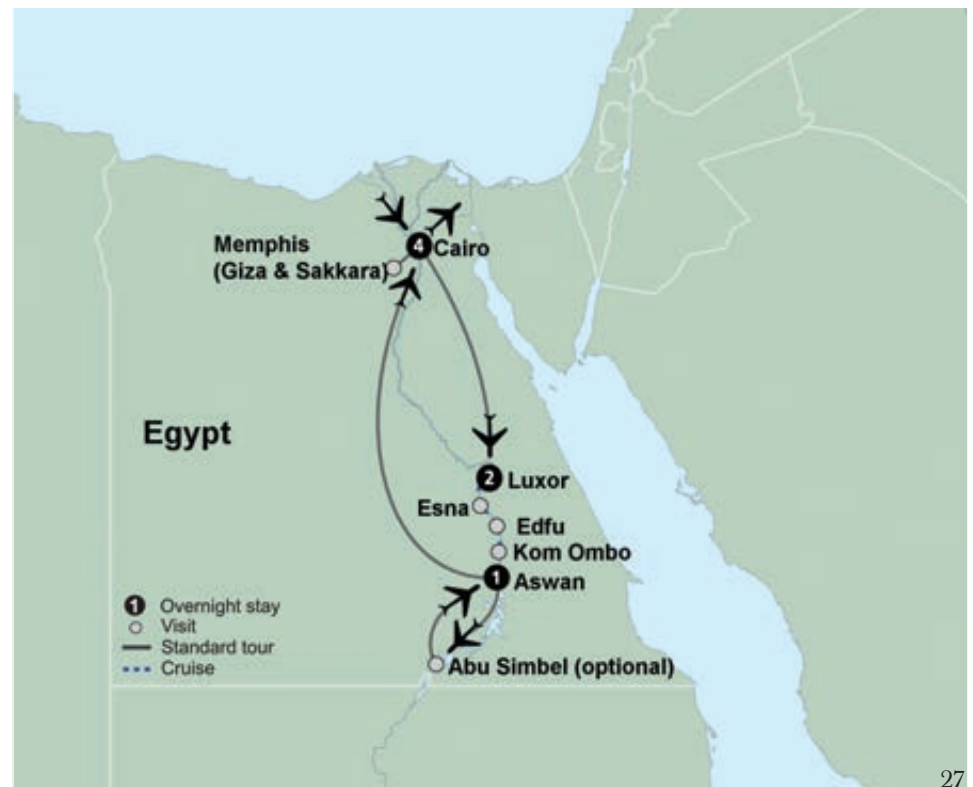 4
Cairo
Memphis
(Giza & Sakkara)
Egypt
2
Luxor
Esna
Edfu
Kom Ombo
1
Aswan
1 Overnight stay
Visit
Standard tour
Cruise
Abu Simbel (optional)
27